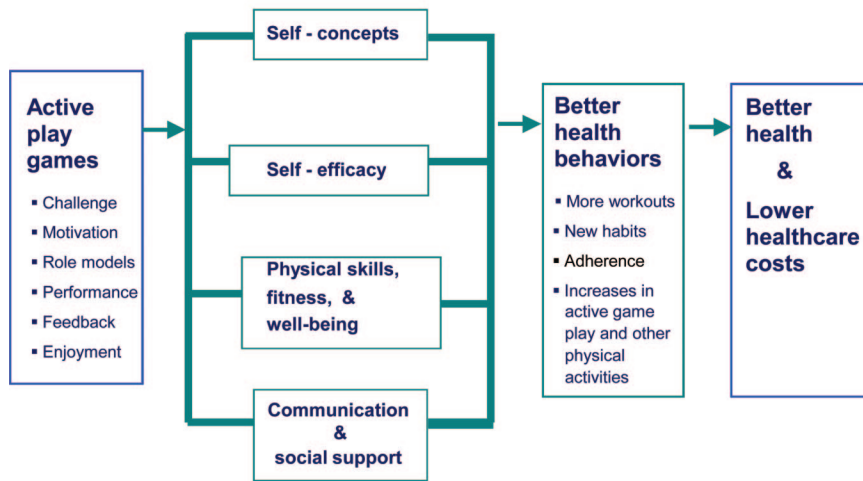 Active
play
games
▪ Challenge
▪ Motivation
▪ Role models
▪ Performance
▪ Feedback
▪ Enjoyment
Self - concepts
Self - efficacy
Physical skills,
fitness, &
well-being
Communication
&
social support
Better
health
behaviors
▪ More workouts
▪ New habits
▪ Adherence
▪ Increases in
active game
play and other
physical
activities
Better
health
&
Lower
healthcare
costs